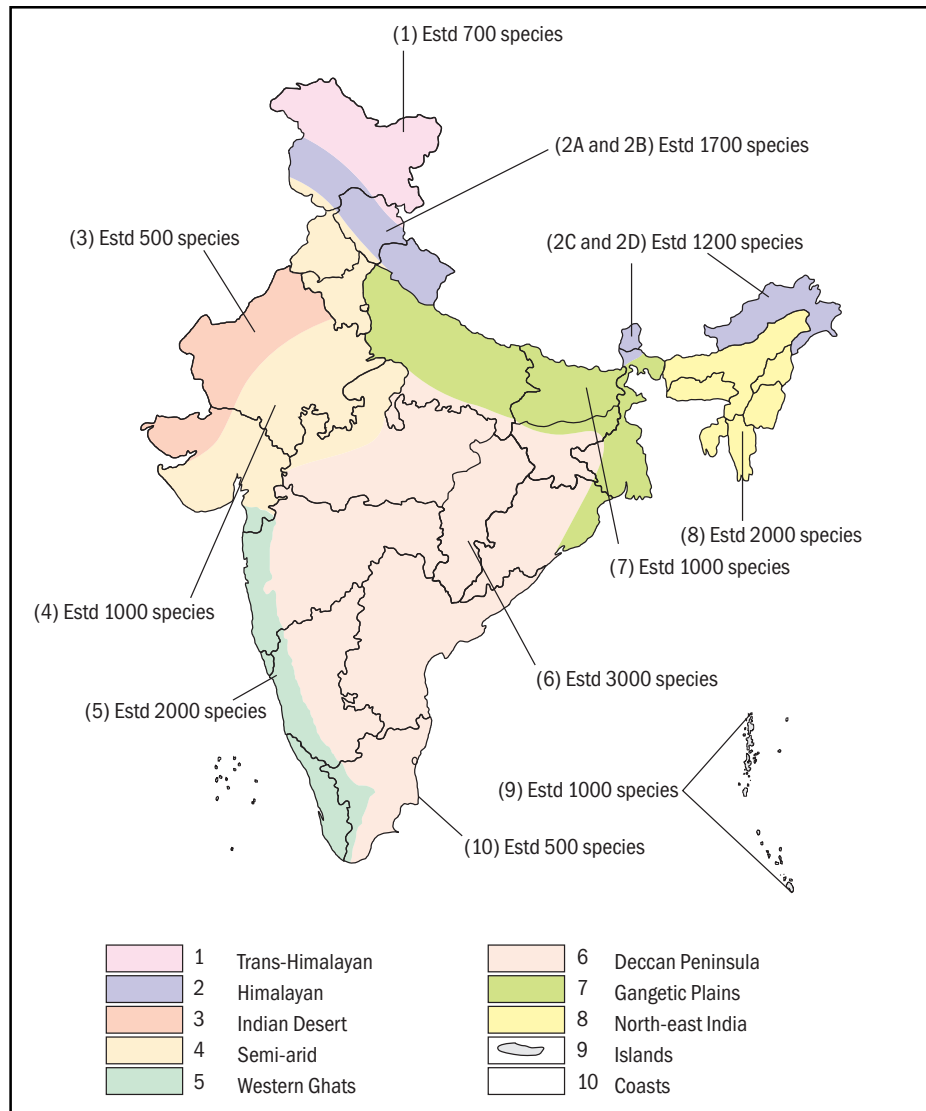 (1) Estd 700 species
(2A and 2B) Estd 1700 species
(3) Estd 500 species
(2C and 2D) Estd 1200 species
(8) Estd 2000 species
(7) Estd 1000 species
(4) Estd 1000 species
(6) Estd 3000 species
(5) Estd 2000 species
(9) Estd 1000 species
(10) Estd 500 species
1 Trans-Himalayan
2 Himalayan
3 Indian Desert
4 Semi-arid
5 Western Ghats
6 Deccan Peninsula
7 Gangetic Plains
8 North-east India
9 Islands
10 Coasts